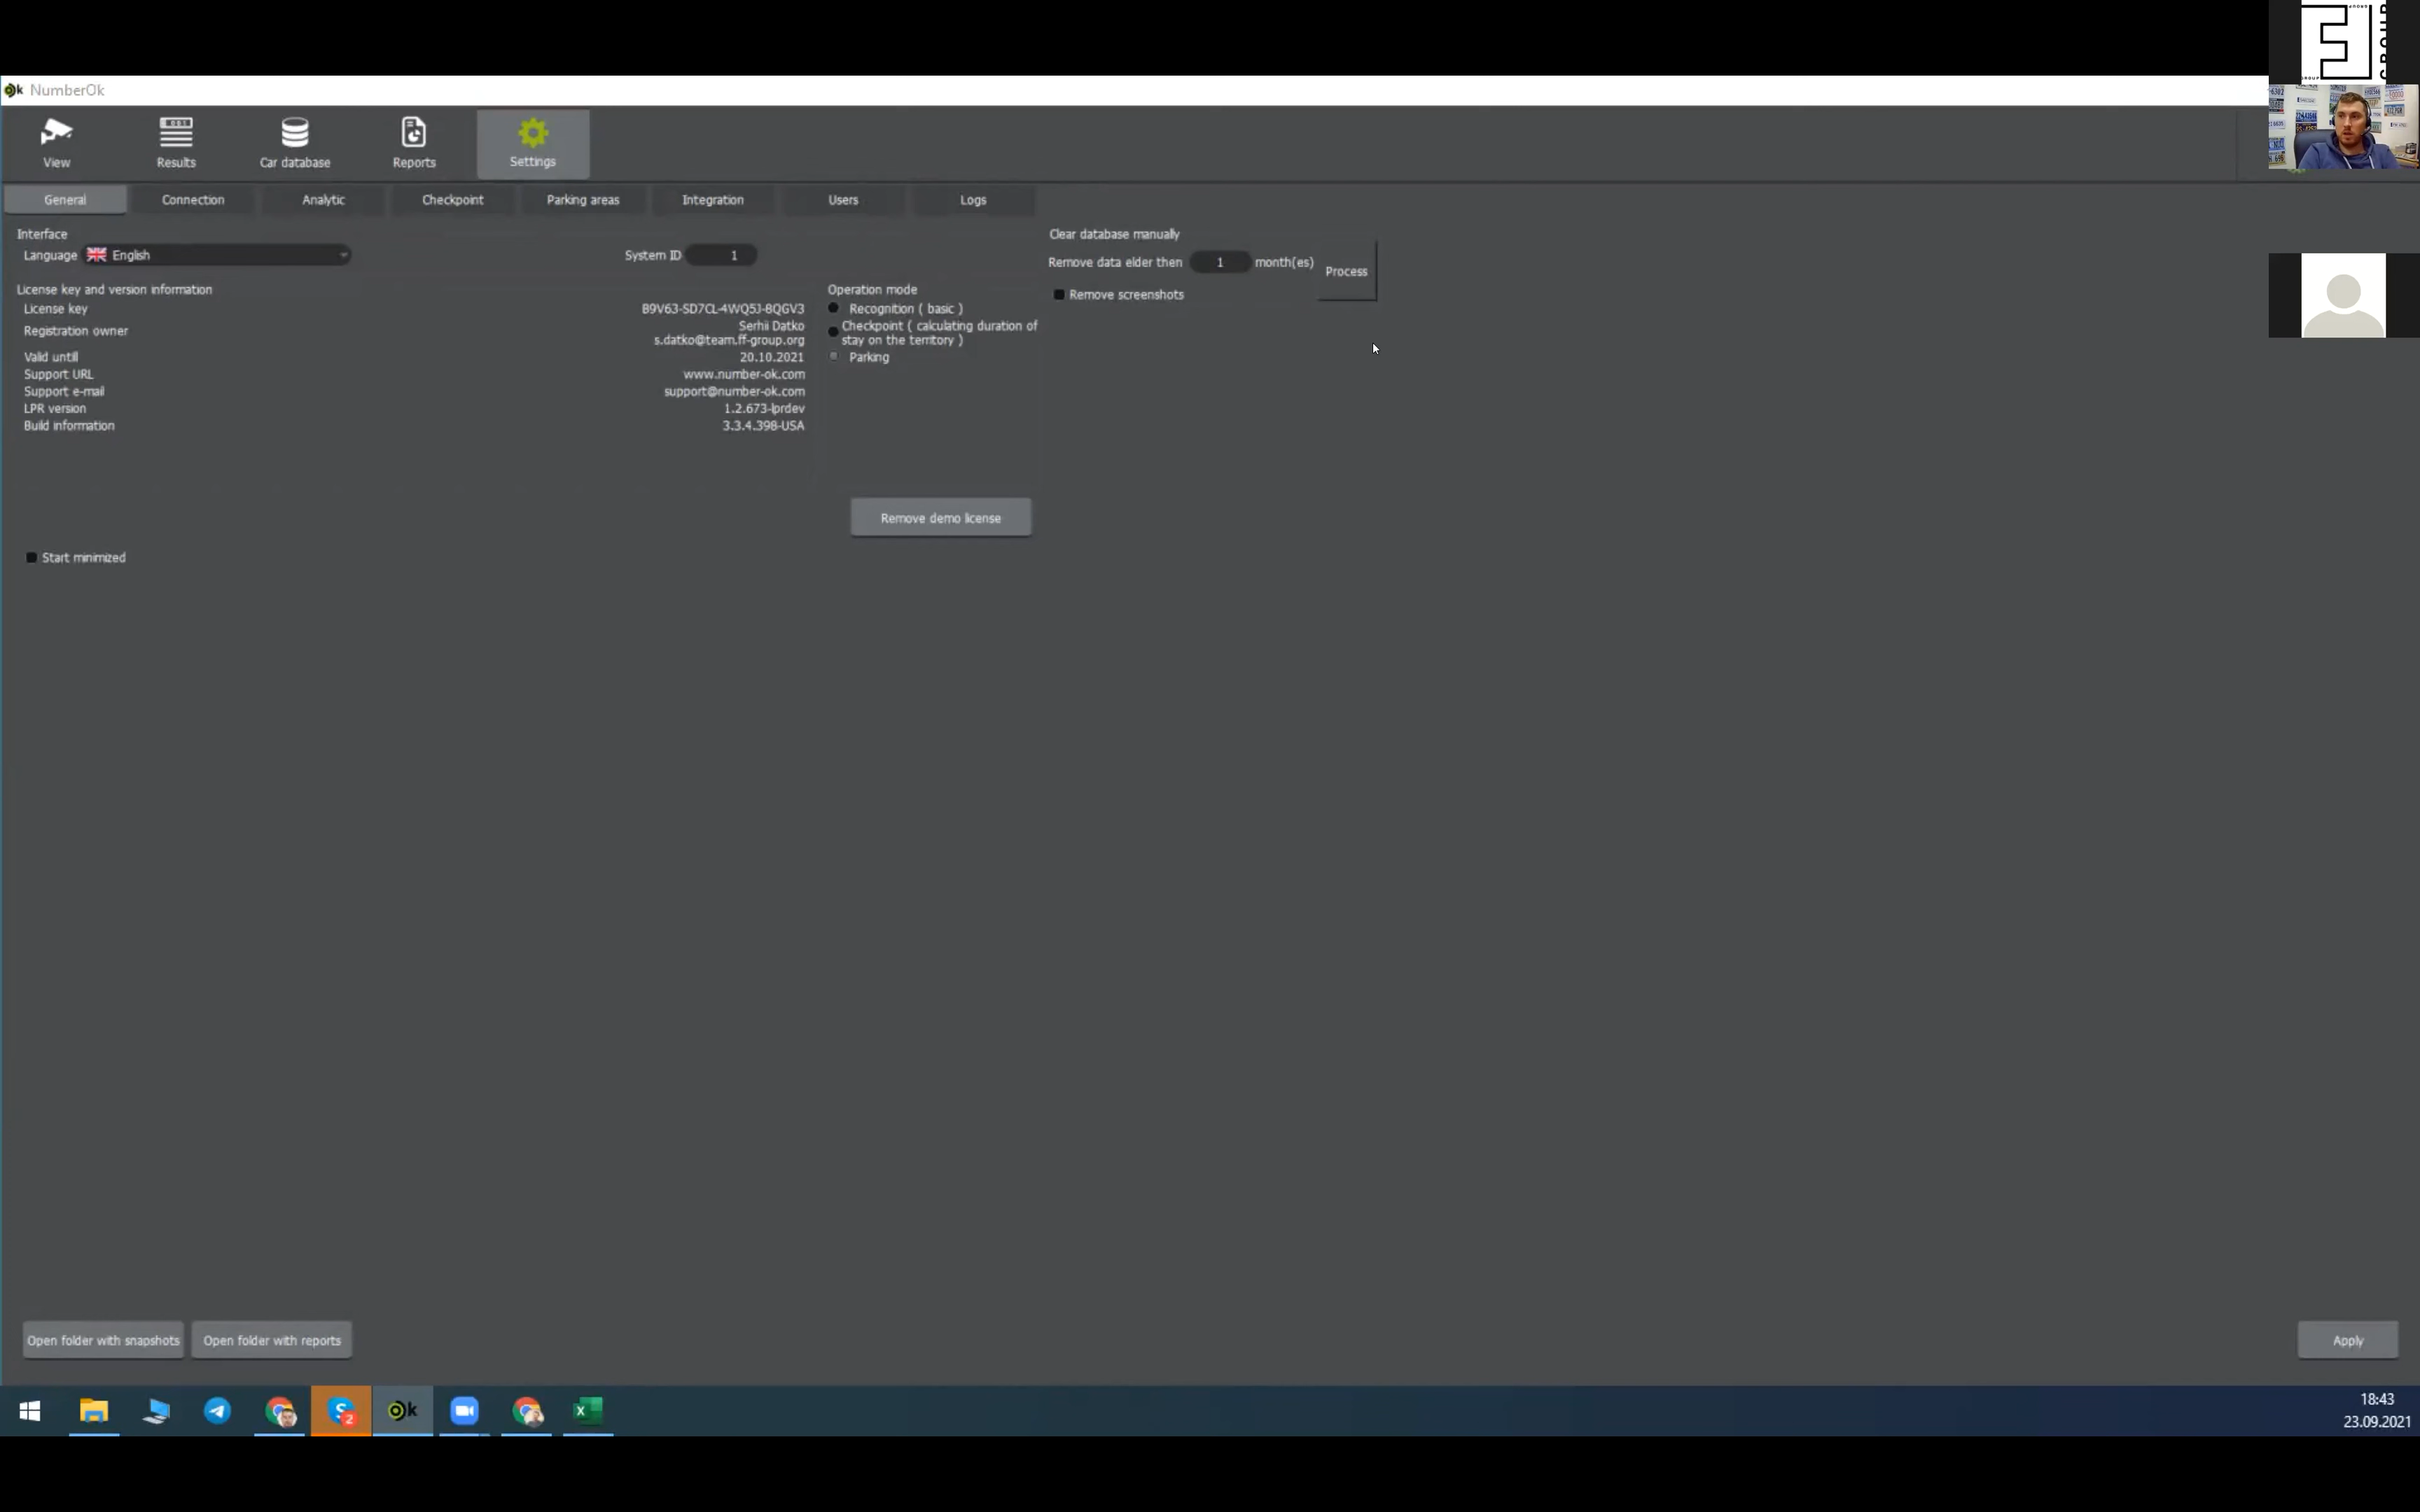 NumberOk
View
Results
Car database
Reports
Settings
General
Connection
Analytic
Checkpoint
Parking areas
Integration
Users
Logs
Interface
Language English
System ID 1
License key and version information
License key B9V63-SD7CL-4WQ5J-8QGV3
Registration owner Serhii Datko
s.datko@team.ff-group.org
Valid untill 20.10.2021
Support URL www.number-ok.com
Support e-mail support@number-ok.com
LPR version 1.2.673-lprdev
Build information 3.3.4.398-USA
Operation mode
Recognition ( basic )
Checkpoint ( calculating duration of
stay on the territory )
Parking
Remove demo license
Clear database manually
Remove data elder then 1 month(es)
Process
Remove screenshots
Start minimized
Open folder with snapshots
Open folder with reports
Apply
18:43
23.09.2021